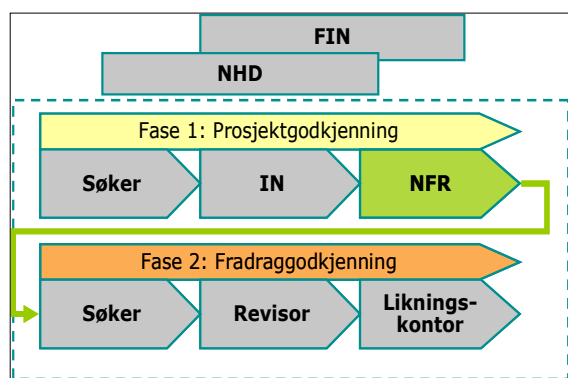 FIN
NHD
Fase 1: Prosjektgodkjenning
Søker
IN
NFR
Fase 2: Fradraggodkjenning
Søker
Revisor
Liknings-
kontor